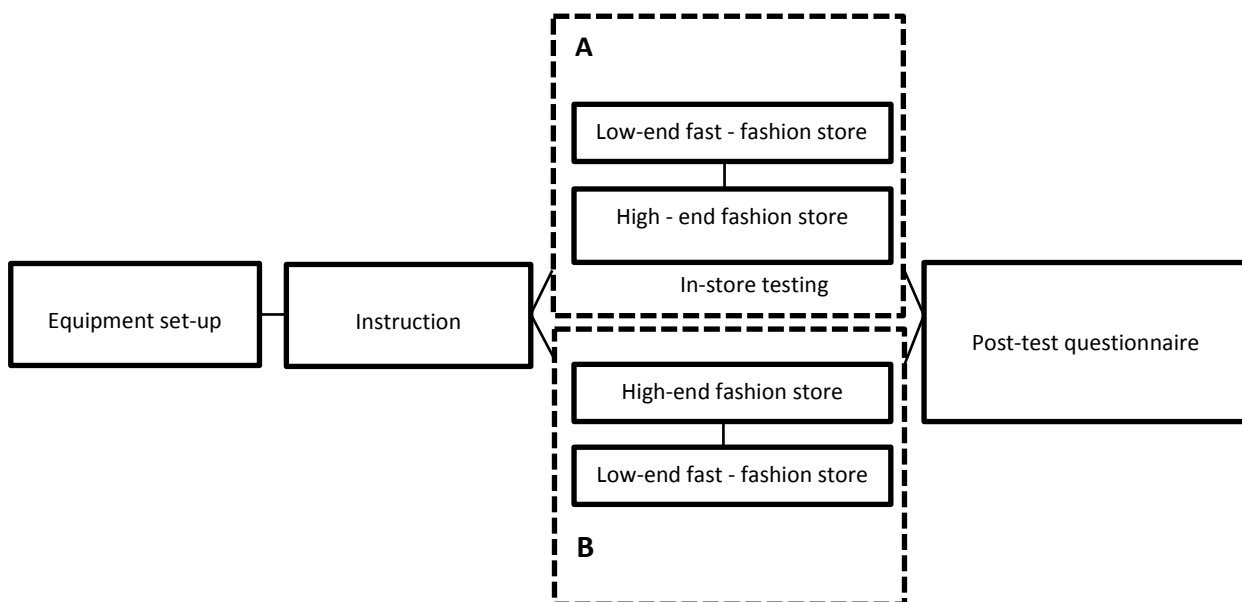 A
Low-end fast - fashion store
High - end fashion store
In-store testing
Equipment set-up
Instruction
Post-test questionnaire
High-end fashion store
Low-end fast - fashion store
B